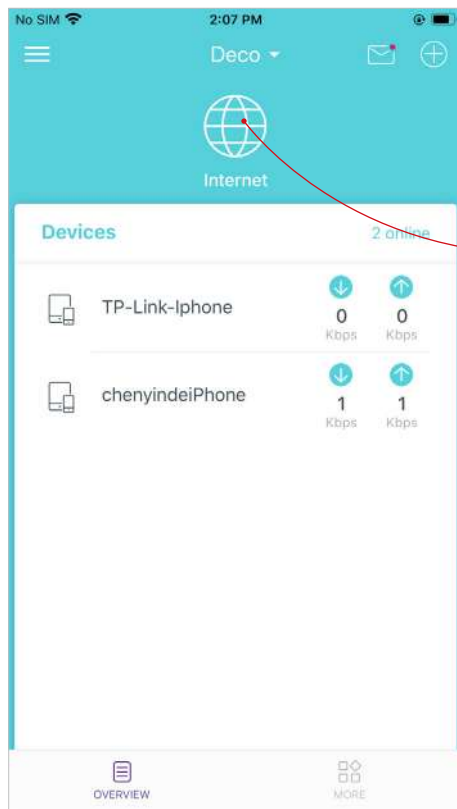 No SIM 2:07 PM
Deco
Internet
Devices 2 online
TP-Link-Iphone 0 0
Kbps Kbps
chenyindeiPhone 1 1
Kbps Kbps
OVERVIEW MORE